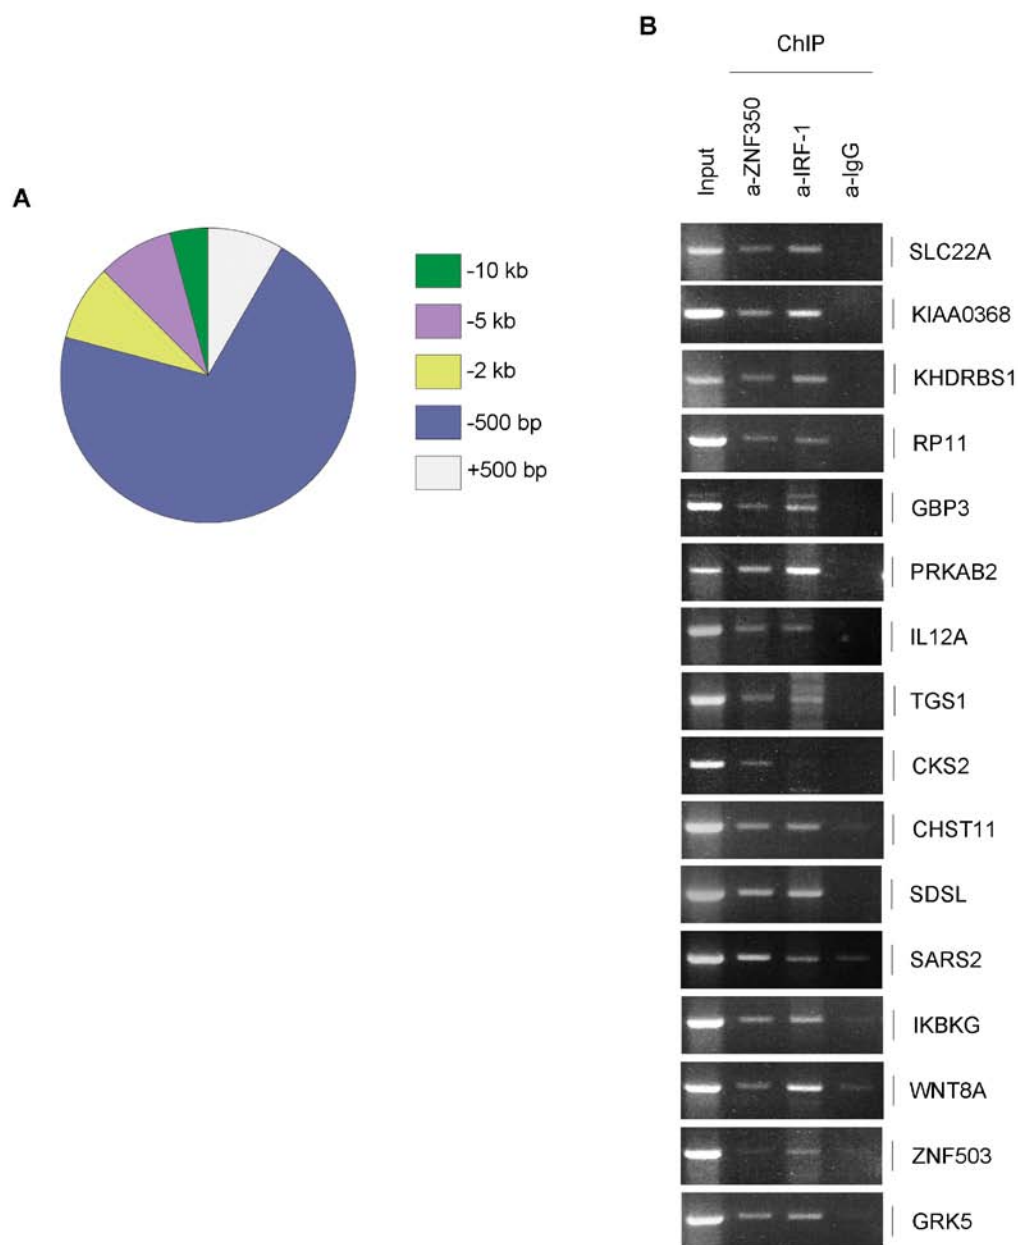 A
-10 kb
-5 kb
-2 kb
-500 bp
+500 bp
B
ChIP
Input
a-ZNF350
a-IRF-1
a-IgG
SLC22A
KIAA0368
KHDRBS1
RP11
GBP3
PRKAB2
IL12A
TGS1
CKS2
CHST11
SDSL
SARS2
IKBKG
WNT8A
ZNF503
GRK5